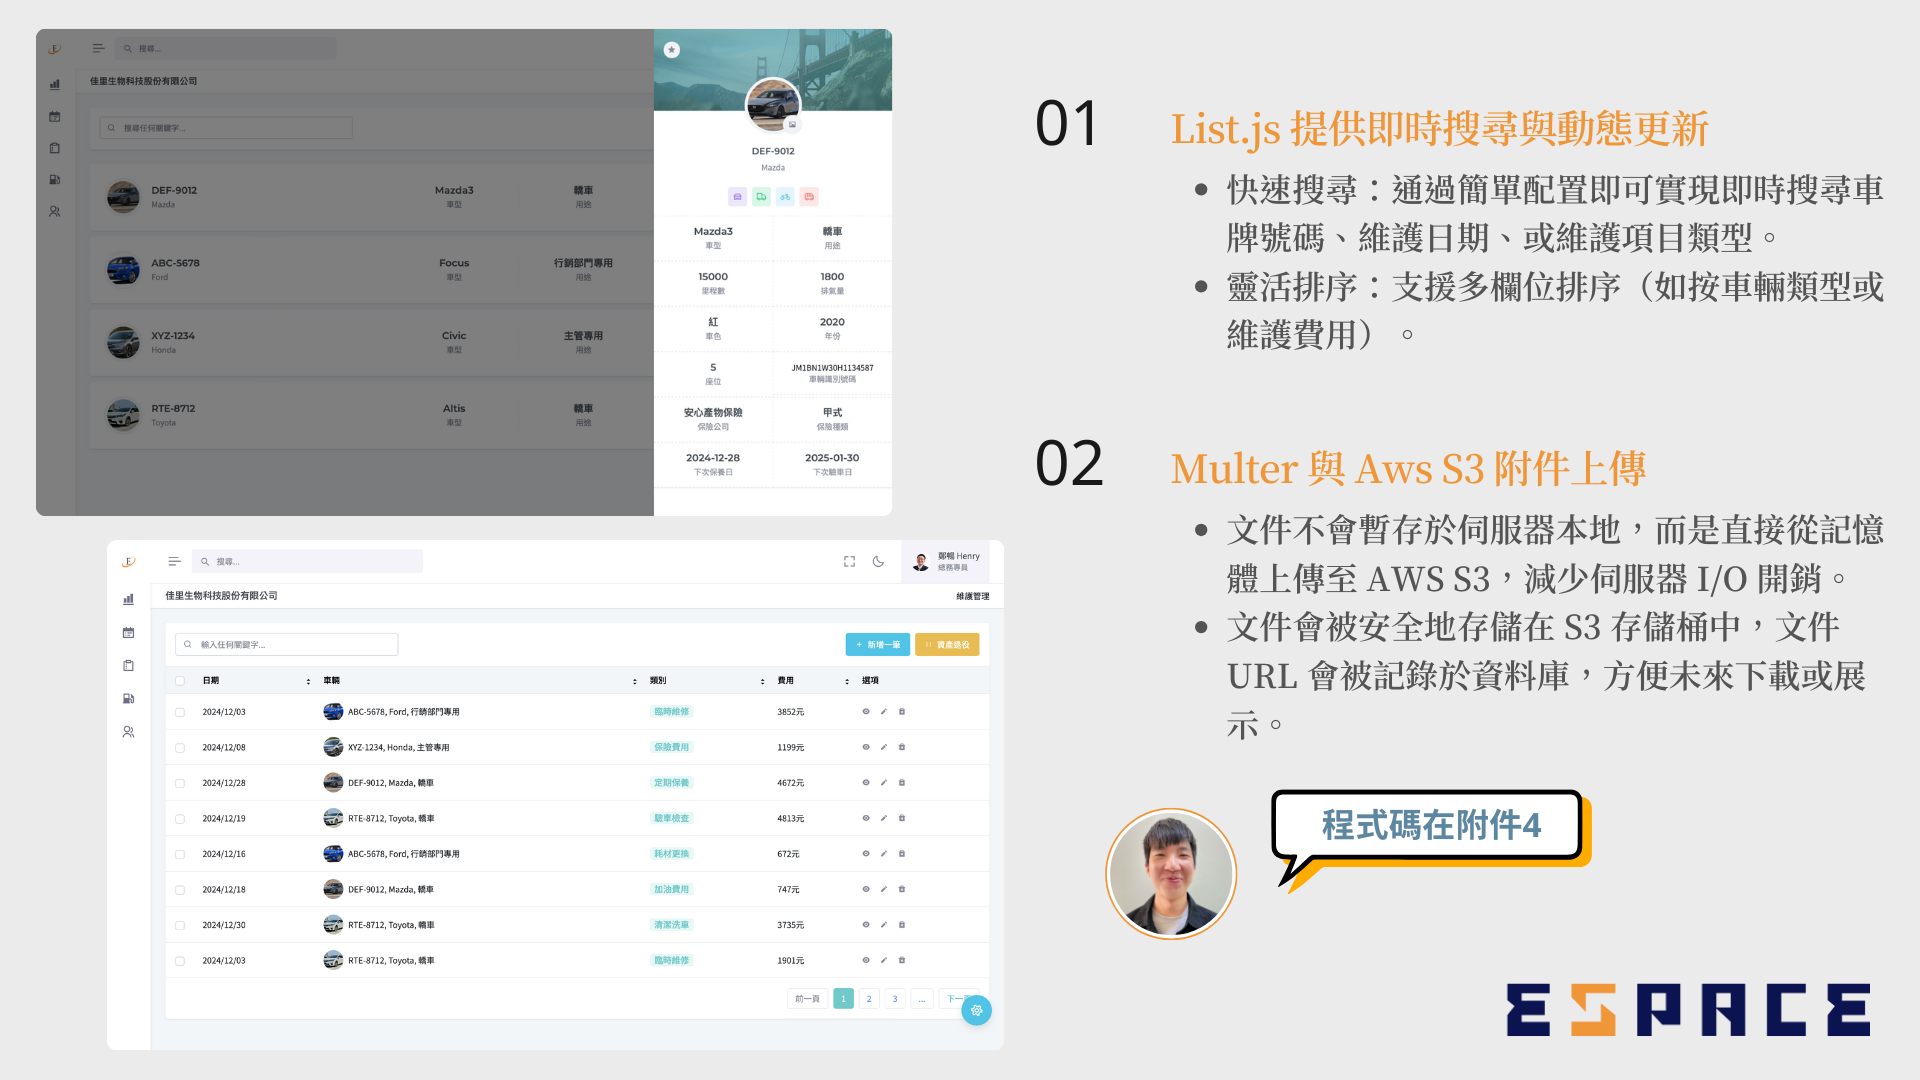 搜尋...
佳里生物科技股份有限公司
搜尋任何關鍵字...
DEF-9012
Mazda
Mazda3
車型
轎車
用途
ABC-5678
Ford
Focus
車型
行銷部門專用
用途
XYZ-1234
Honda
Civic
車型
主管專用
用途
RTE-8712
Toyota
Altis
車型
轎車
用途
DEF-9012
Mazda
Mazda3
車型
轎車
用途
15000
里程數
1800
排氣量
紅
車色
2020
年份
5
座位
JM1BN1W30H1134587
車輛識別號碼
安心產物保險
保險公司
甲式
保險種類
2024-12-28
下次保養日
2025-01-30
下次驗車日
搜尋...
鄭暢 Henry
總務專員
佳里生物科技股份有限公司
維護管理
輸入任何關鍵字...
+ 新增一筆
資產退役
日期 車輛 類別 費用 選項
2024/12/03 ABC-5678, Ford, 行銷部門專用 臨時維修 3852元
2024/12/08 XYZ-1234, Honda, 主管專用 保險費用 1199元
2024/12/28 DEF-9012, Mazda, 轎車 定期保養 4672元
2024/12/19 RTE-8712, Toyota, 轎車 驗車檢查 4813元
2024/12/16 ABC-5678, Ford, 行銷部門專用 耗材更換 672元
2024/12/18 DEF-9012, Mazda, 轎車 加油費用 747元
2024/12/30 RTE-8712, Toyota, 轎車 清潔洗車 3735元
2024/12/03 RTE-8712, Toyota, 轎車 臨時維修 1901元
前一頁 1 2 3 ... 下一
01
List.js 提供即時搜尋與動態更新
• 快速搜尋：通過簡單配置即可實現即時搜尋車
牌號碼、維護日期、或維護項目類型。
• 靈活排序：支援多欄位排序（如按車輛類型或
維護費用）。
02
Multer 與 Aws S3 附件上傳
• 文件不會暫存於伺服器本地，而是直接從記憶
體上傳至 AWS S3，減少伺服器 I/O 開銷。
• 文件會被安全地存儲在 S3 存儲桶中，文件
URL 會被記錄於資料庫，方便未來下載或展
示。
程式碼在附件4
ESPACE